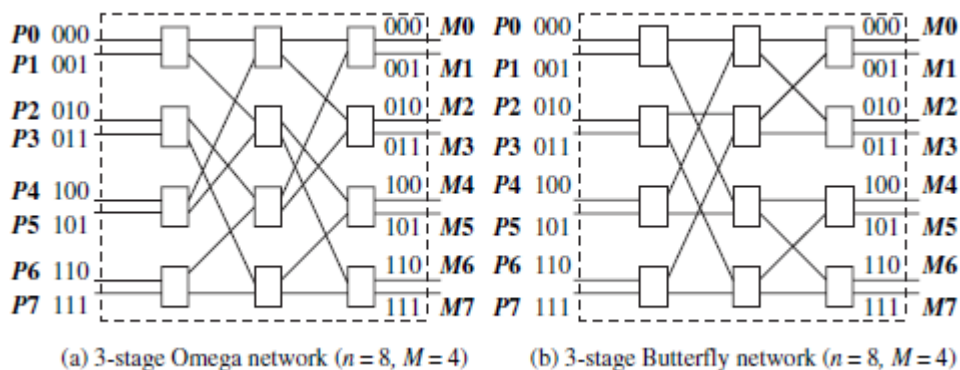 P0 000 000 M0
P1 001 001 M1
P2 010 010 M2
P3 011 011 M3
P4 100 100 M4
P5 101 101 M5
P6 110 110 M6
P7 111 111 M7
(a) 3-stage Omega network (n = 8, M = 4)
P0 000 000 M0
P1 001 001 M1
P2 010 010 M2
P3 011 011 M3
P4 100 100 M4
P5 101 101 M5
P6 110 110 M6
P7 111 111 M7
(b) 3-stage Butterfly network (n = 8, M = 4)